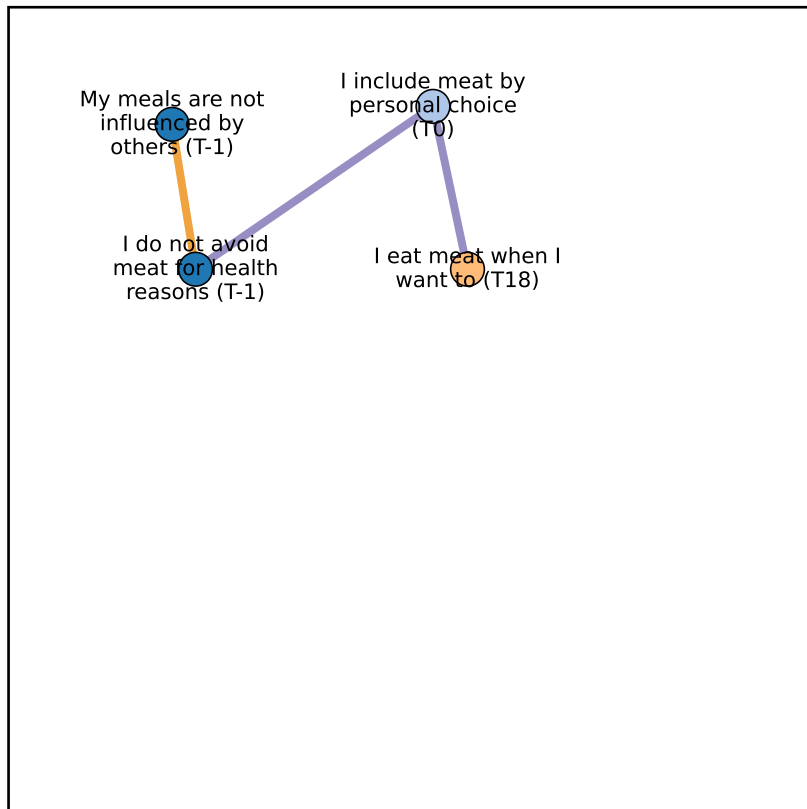 My meals are not
influenced by
others (T-1)
I include meat by
personal choice
(T0)
I do not avoid
meat for health
reasons (T-1)
I eat meat when I
want to (T18)